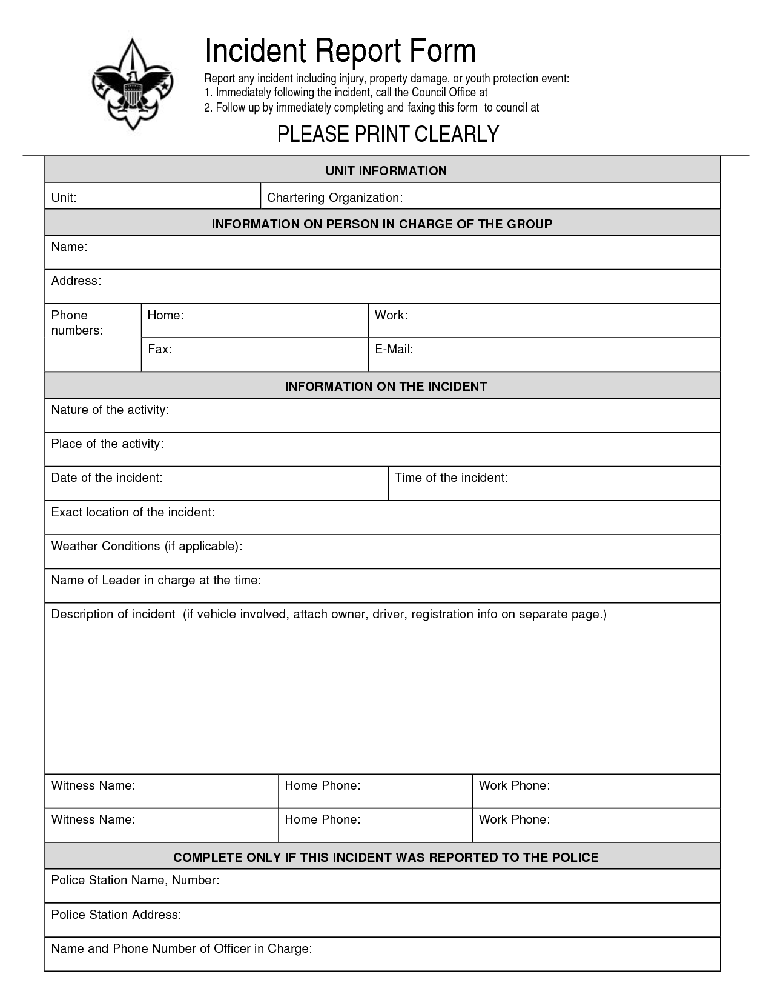 Incident Report Form
Report any incident including injury, property damage, or youth protection event:
1. Immediately following the incident, call the Council Office at ______________
2. Follow up by immediately completing and faxing this form  to council at ______________
PLEASE PRINT CLEARLY
UNIT INFORMATION
Unit:
Chartering Organization:
INFORMATION ON PERSON IN CHARGE OF THE GROUP
Name:
Address:
Phone
numbers:
Home:
Work:
Fax:
E-Mail:
INFORMATION ON THE INCIDENT
Nature of the activity:
Place of the activity:
Date of the incident:
Time of the incident:
Exact location of the incident:
Weather Conditions (if applicable):
Name of Leader in charge at the time:
Description of incident  (if vehicle involved, attach owner, driver, registration info on separate page.)
Witness Name:
Home Phone:
Work Phone:
Witness Name:
Home Phone:
Work Phone:
COMPLETE ONLY IF THIS INCIDENT WAS REPORTED TO THE POLICE
Police Station Name, Number:
Police Station Address:
Name and Phone Number of Officer in Charge: